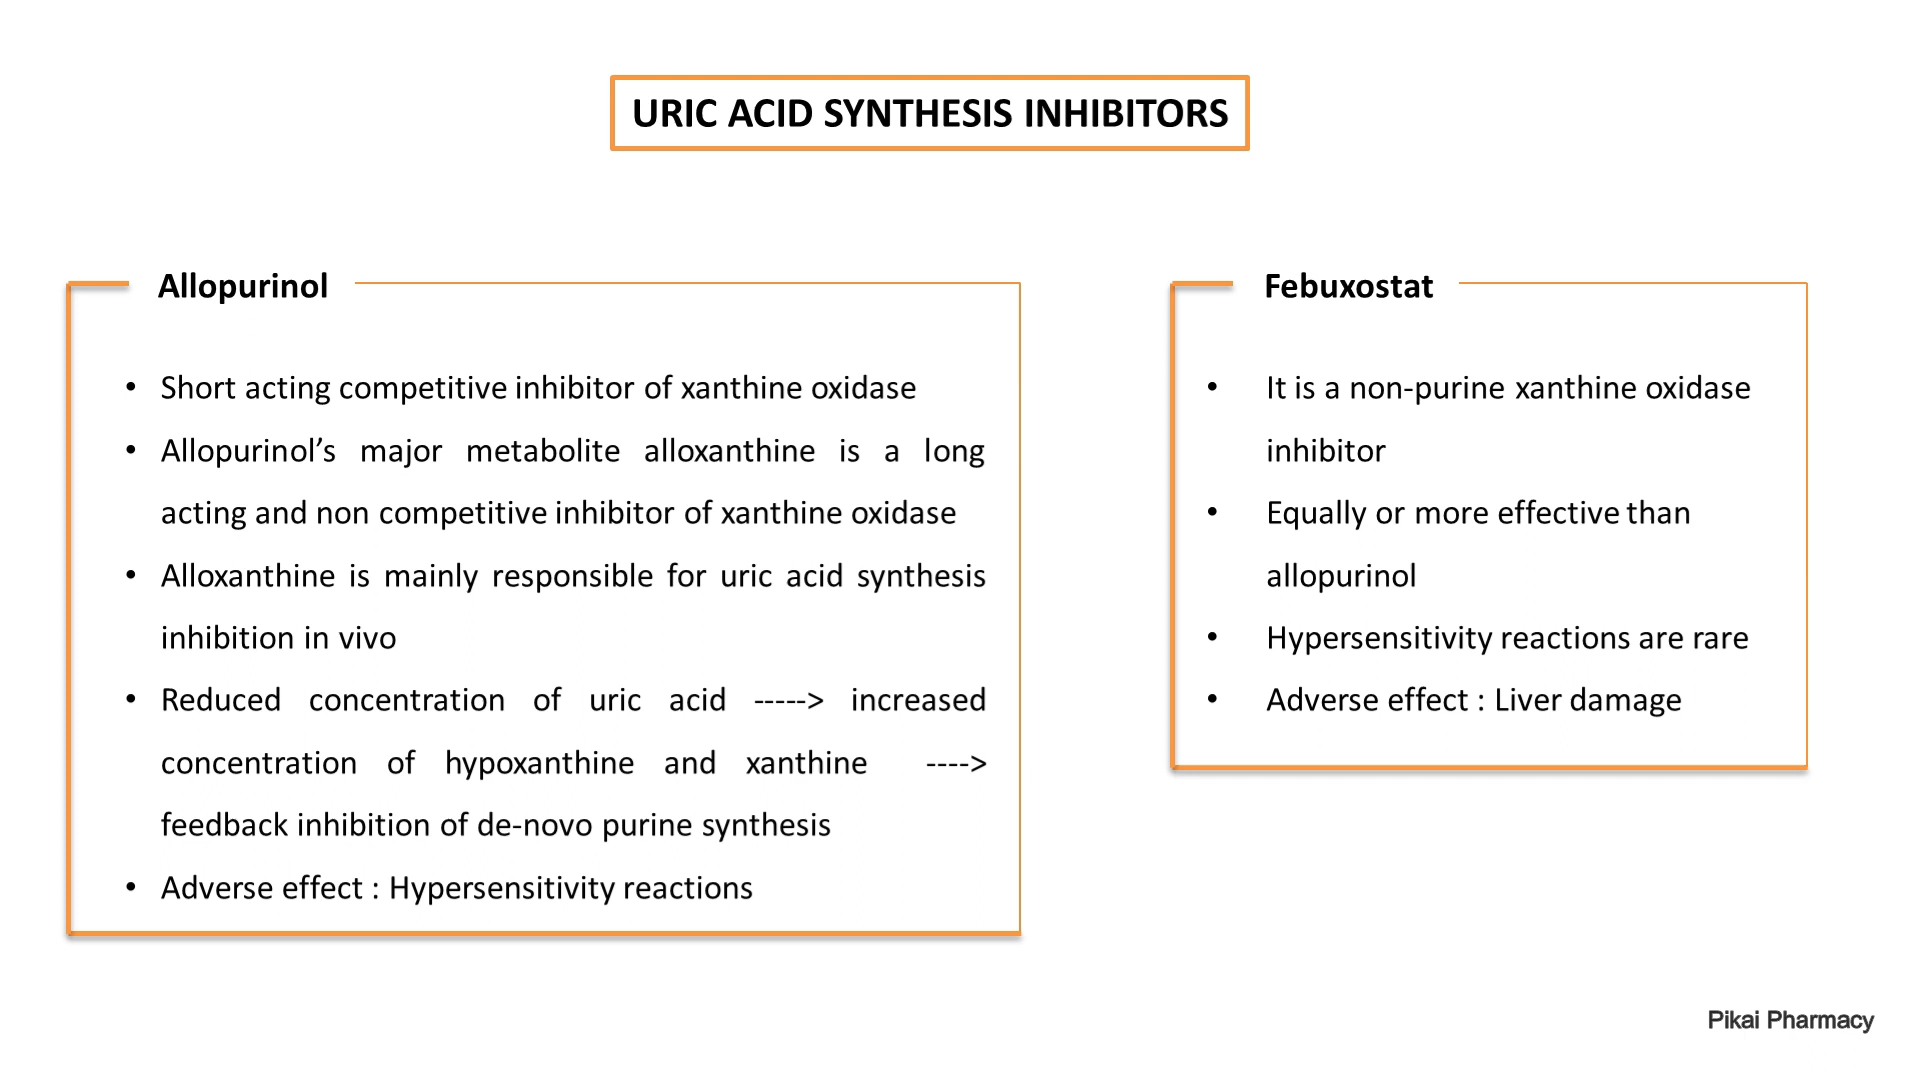 URIC ACID SYNTHESIS INHIBITORS
Allopurinol
• Short acting competitive inhibitor of xanthine oxidase
• Allopurinol’s major metabolite alloxanthine is a long
acting and non competitive inhibitor of xanthine oxidase
• Alloxanthine is mainly responsible for uric acid synthesis
inhibition in vivo
• Reduced concentration of uric acid -----> increased
concentration of hypoxanthine and xanthine ---->
feedback inhibition of de-novo purine synthesis
• Adverse effect : Hypersensitivity reactions
Febuxostat
• It is a non-purine xanthine oxidase
inhibitor
• Equally or more effective than
allopurinol
• Hypersensitivity reactions are rare
• Adverse effect : Liver damage
Pikai Pharmacy